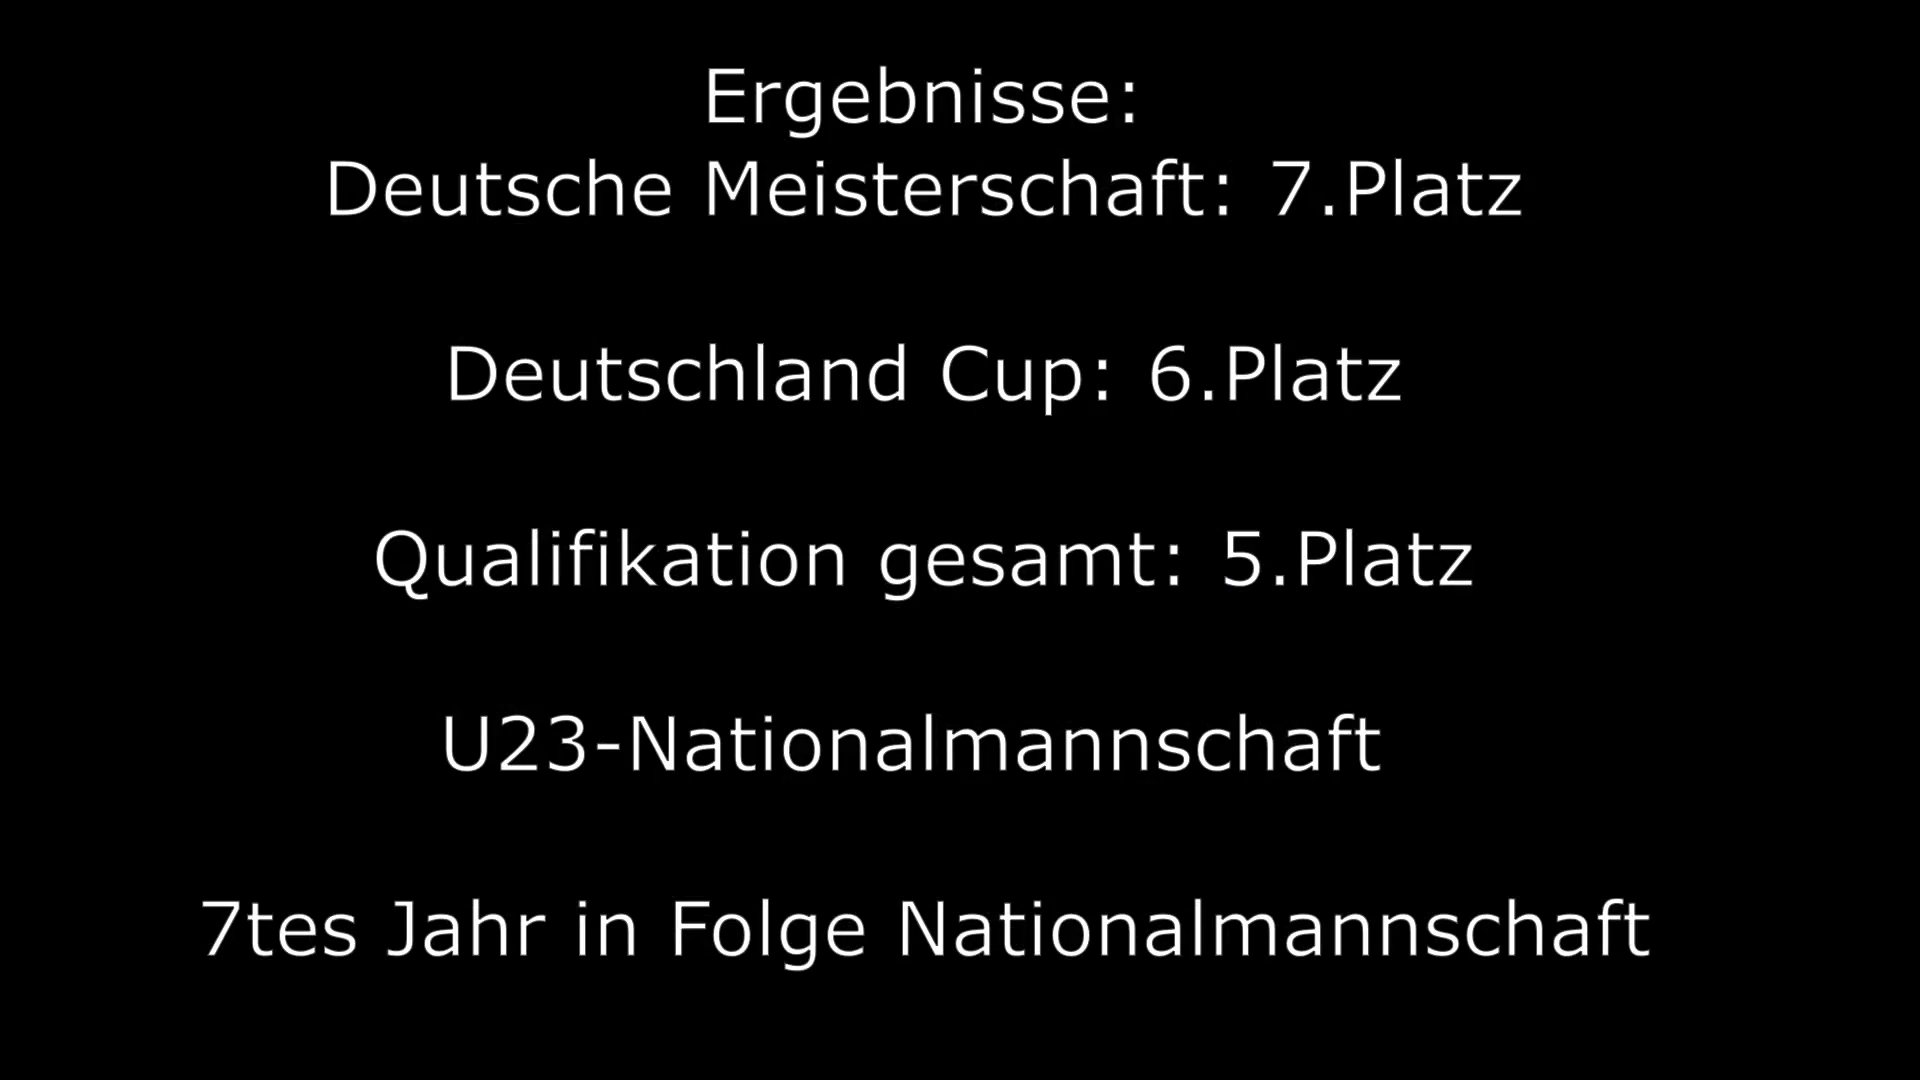 Ergebnisse:
Deutsche Meisterschaft: 7.Platz
Deutschland Cup: 6.Platz
Qualifikation gesamt: 5.Platz
U23-Nationalmannschaft
7tes Jahr in Folge Nationalmannschaft